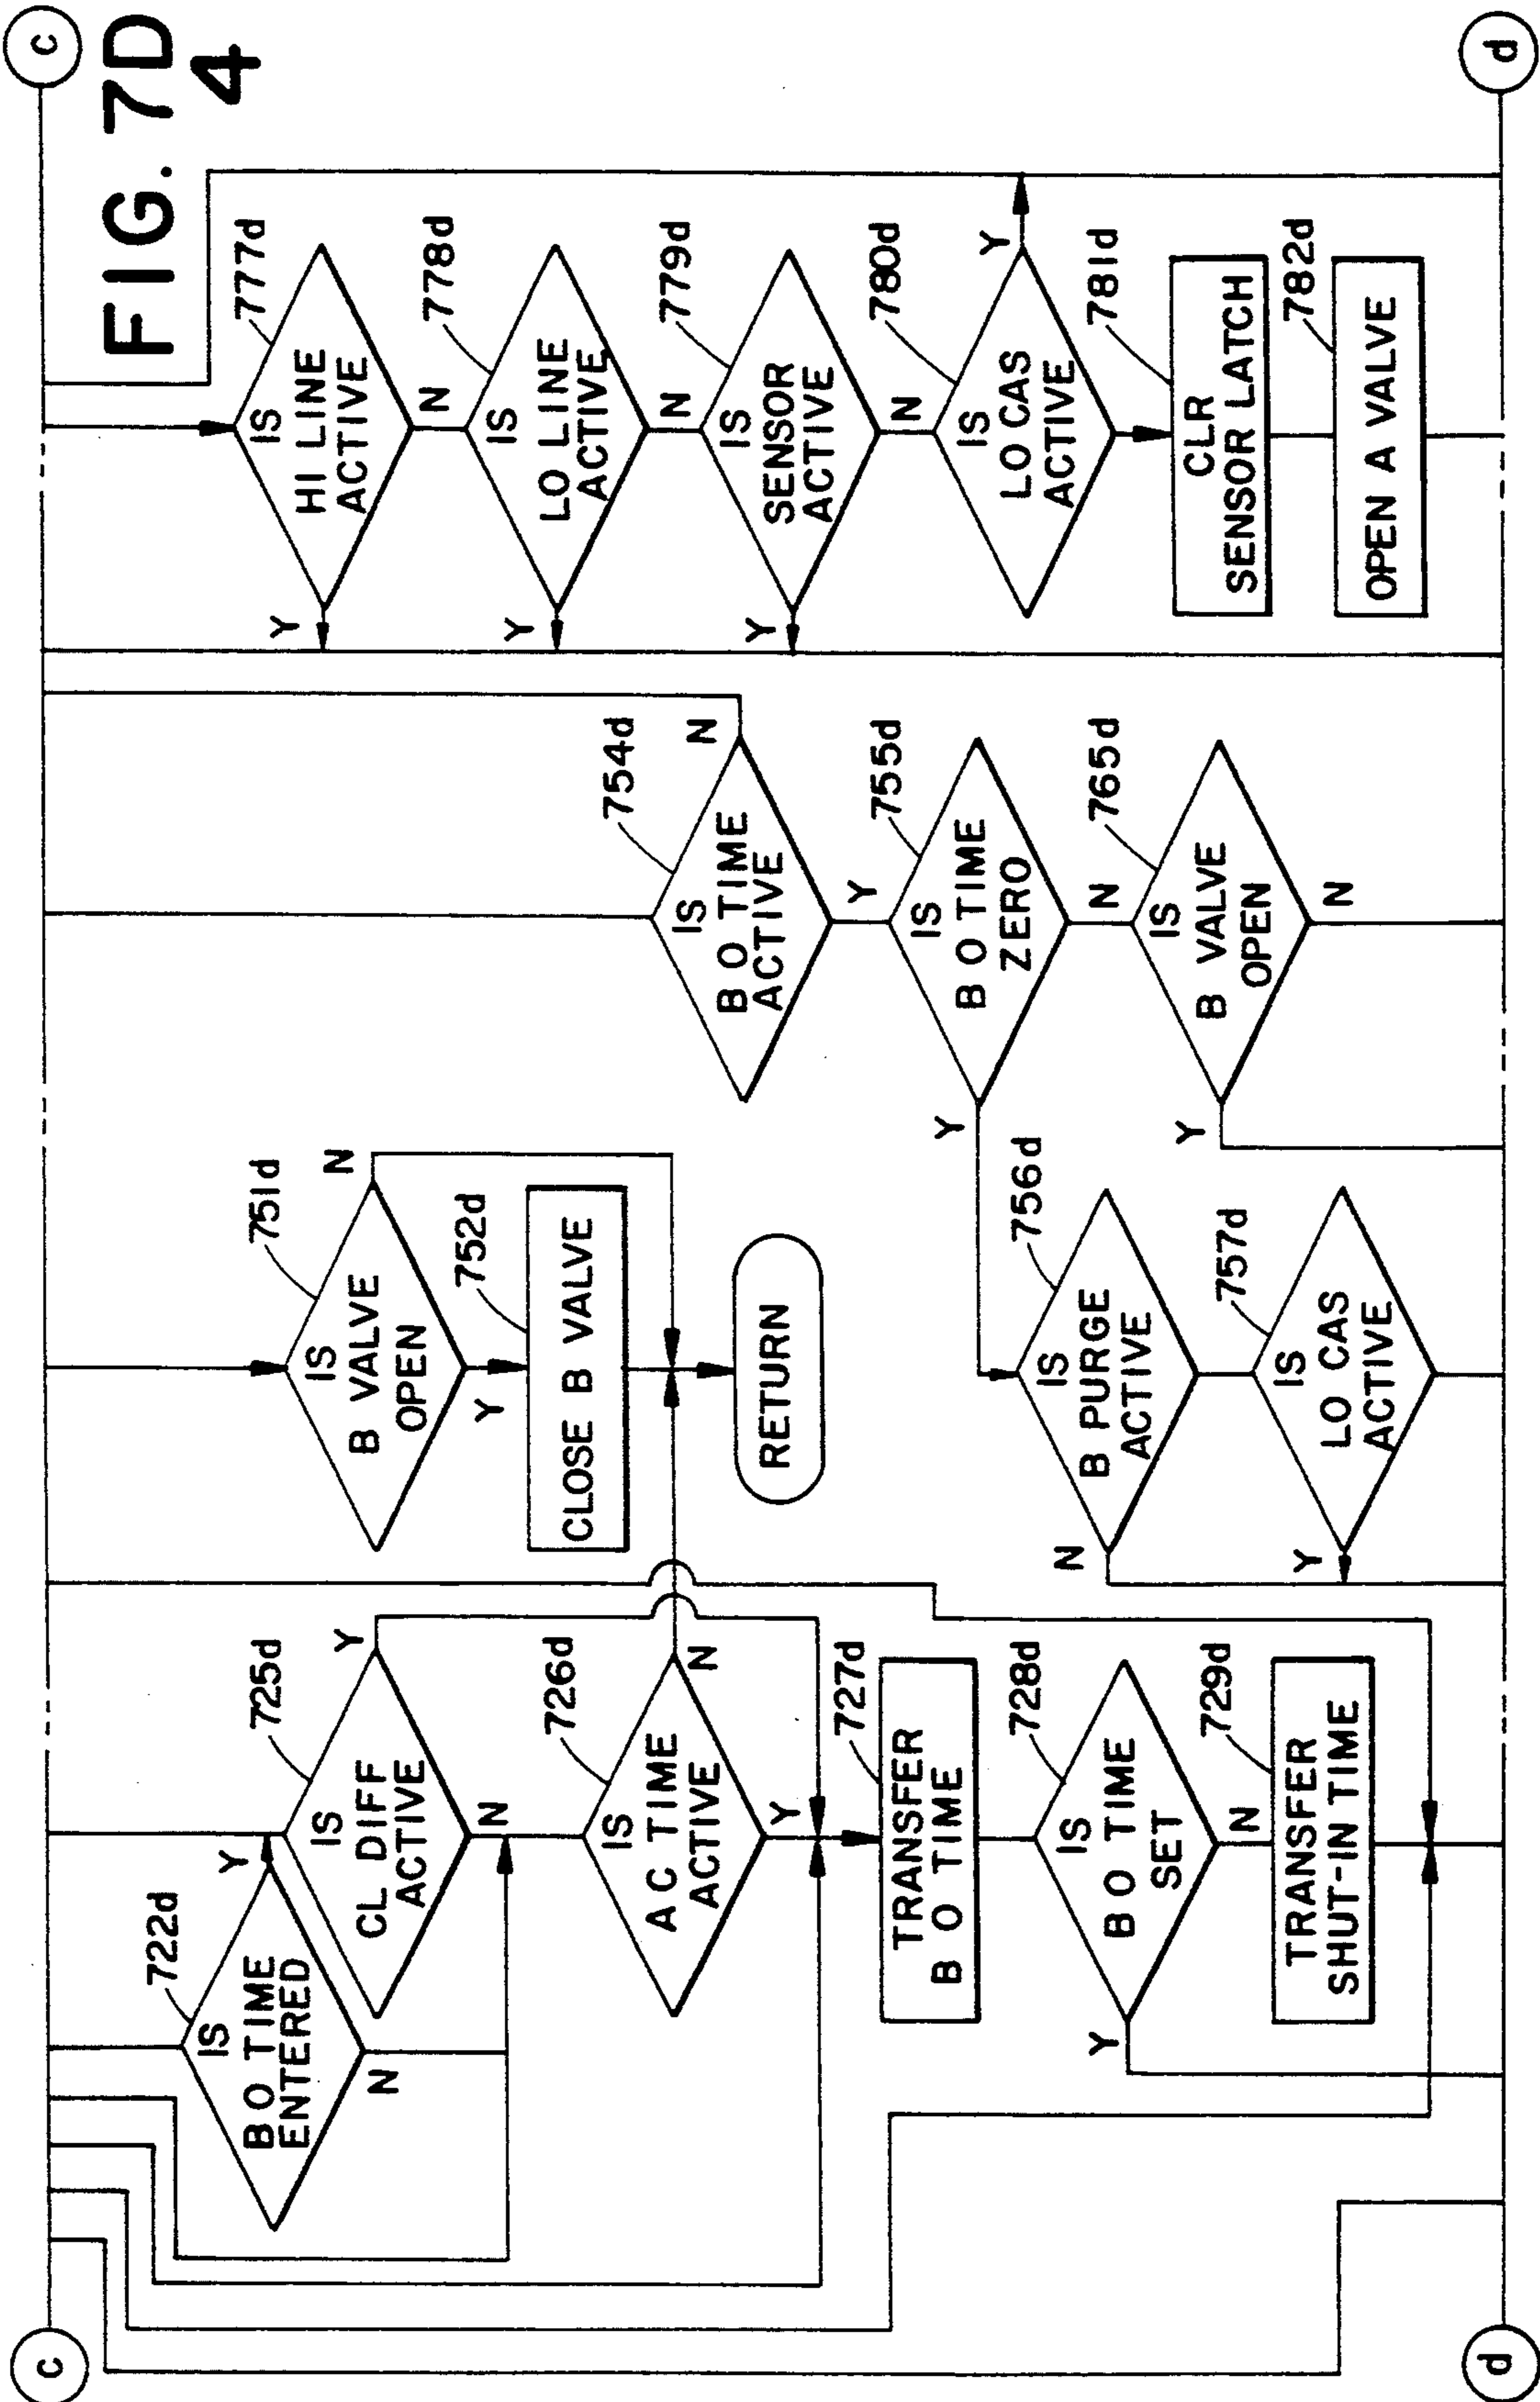 FIG. 7D
4
c
c
722d
IS
B O TIME
ENTERED
Y
N
725d
IS
CL DIFF
ACTIVE
Y
N
726d
IS
A C TIME
ACTIVE
N
Y
727d
TRANSFER
B O TIME
728d
IS
B O TIME
SET
Y
N
729d
TRANSFER
SHUT-IN TIME
751d
IS
B VALVE
OPEN
N
Y
752d
CLOSE B VALVE
RETURN
754d
IS
B O TIME
ACTIVE
N
Y
755d
IS
B O TIME
ZERO
Y
N
756d
IS
B PURGE
ACTIVE
N
757d
IS
LO CAS
ACTIVE
Y
765d
IS
B VALVE
OPEN
Y
N
777d
IS
HI LINE
ACTIVE
Y
N
778d
IS
LO LINE
ACTIVE
Y
N
779d
IS
SENSOR
ACTIVE
Y
N
780d
IS
LO CAS
ACTIVE
Y
781d
CLR
SENSOR LATCH
782d
OPEN A VALVE
d
d